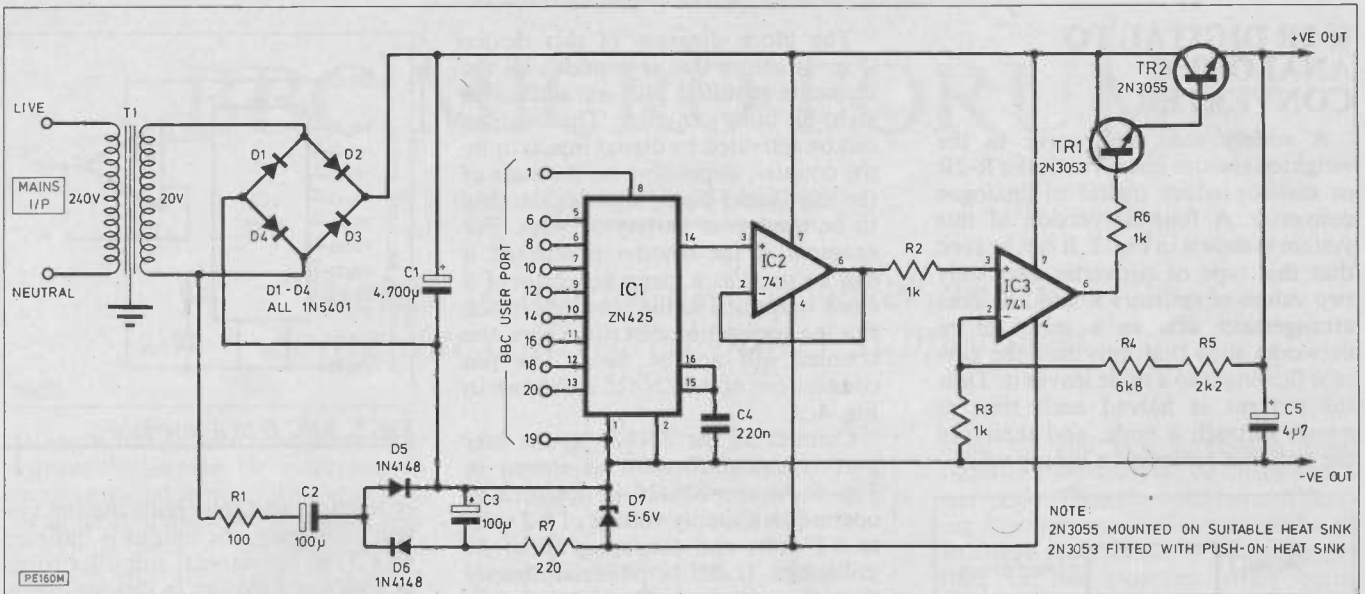 LIVE
T1
MAINS
I/P
240V
20V
NEUTRAL
D1
D2
D4
D3
D1-D4
ALL 1N5401
C1
4,700μ
+
BBC USER PORT
1
6
8
10
12
14
16
18
20
19
8
5
6
7
9
10
11
12
13
14
16
15
1
2
IC1
ZN425
C4
220n
IC2
741
3
+
2
-
7
6
4
R2
1k
IC3
741
3
+
2
-
7
6
4
R3
1k
R4
6k8
R5
2k2
R6
1k
TR1
2N3053
TR2
2N3055
+VE OUT
+
C5
4μ7
-VE OUT
R1
100
C2
100μ
D5
1N4148
D6
1N4148
+
C3
100μ
R7
220
D7
5·6V
NOTE:
2N3055 MOUNTED ON SUITABLE HEAT SINK
2N3053 FITTED WITH PUSH-ON HEAT SINK
PE160M